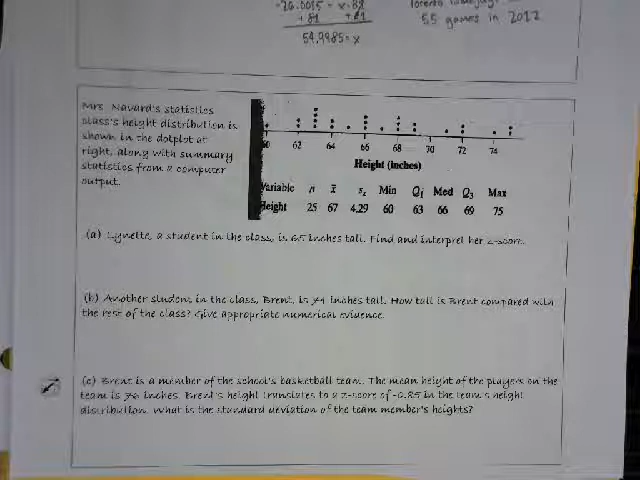 -26.0015 = x-81
+81 +81
54.9985 = x
55 games in 2012
Mrs. Navard's statistics
class's height distribution is
shown in the dotplot at
right, along with summary
statistics from a computer
output.
62 64 66 68 70 72 74
Height (inches)
Variable n x̄ sₓ Min Q₁ Med Q₃ Max
Height 25 67 4.29 60 63 66 69 75
(a) Lynette, a student in the class, is 65 inches tall. Find and interpret her z-score.
(b) Another student in the class, Brent, is 74 inches tall. How tall is Brent compared with
the rest of the class? Give appropriate numerical evidence.
(c) Brent is a member of the school's basketball team. The mean height of the players on the
team is 76 inches. Brent's height translates to a z-score of -0.85 in the team's height
distribution. What is the standard deviation of the team member's heights?